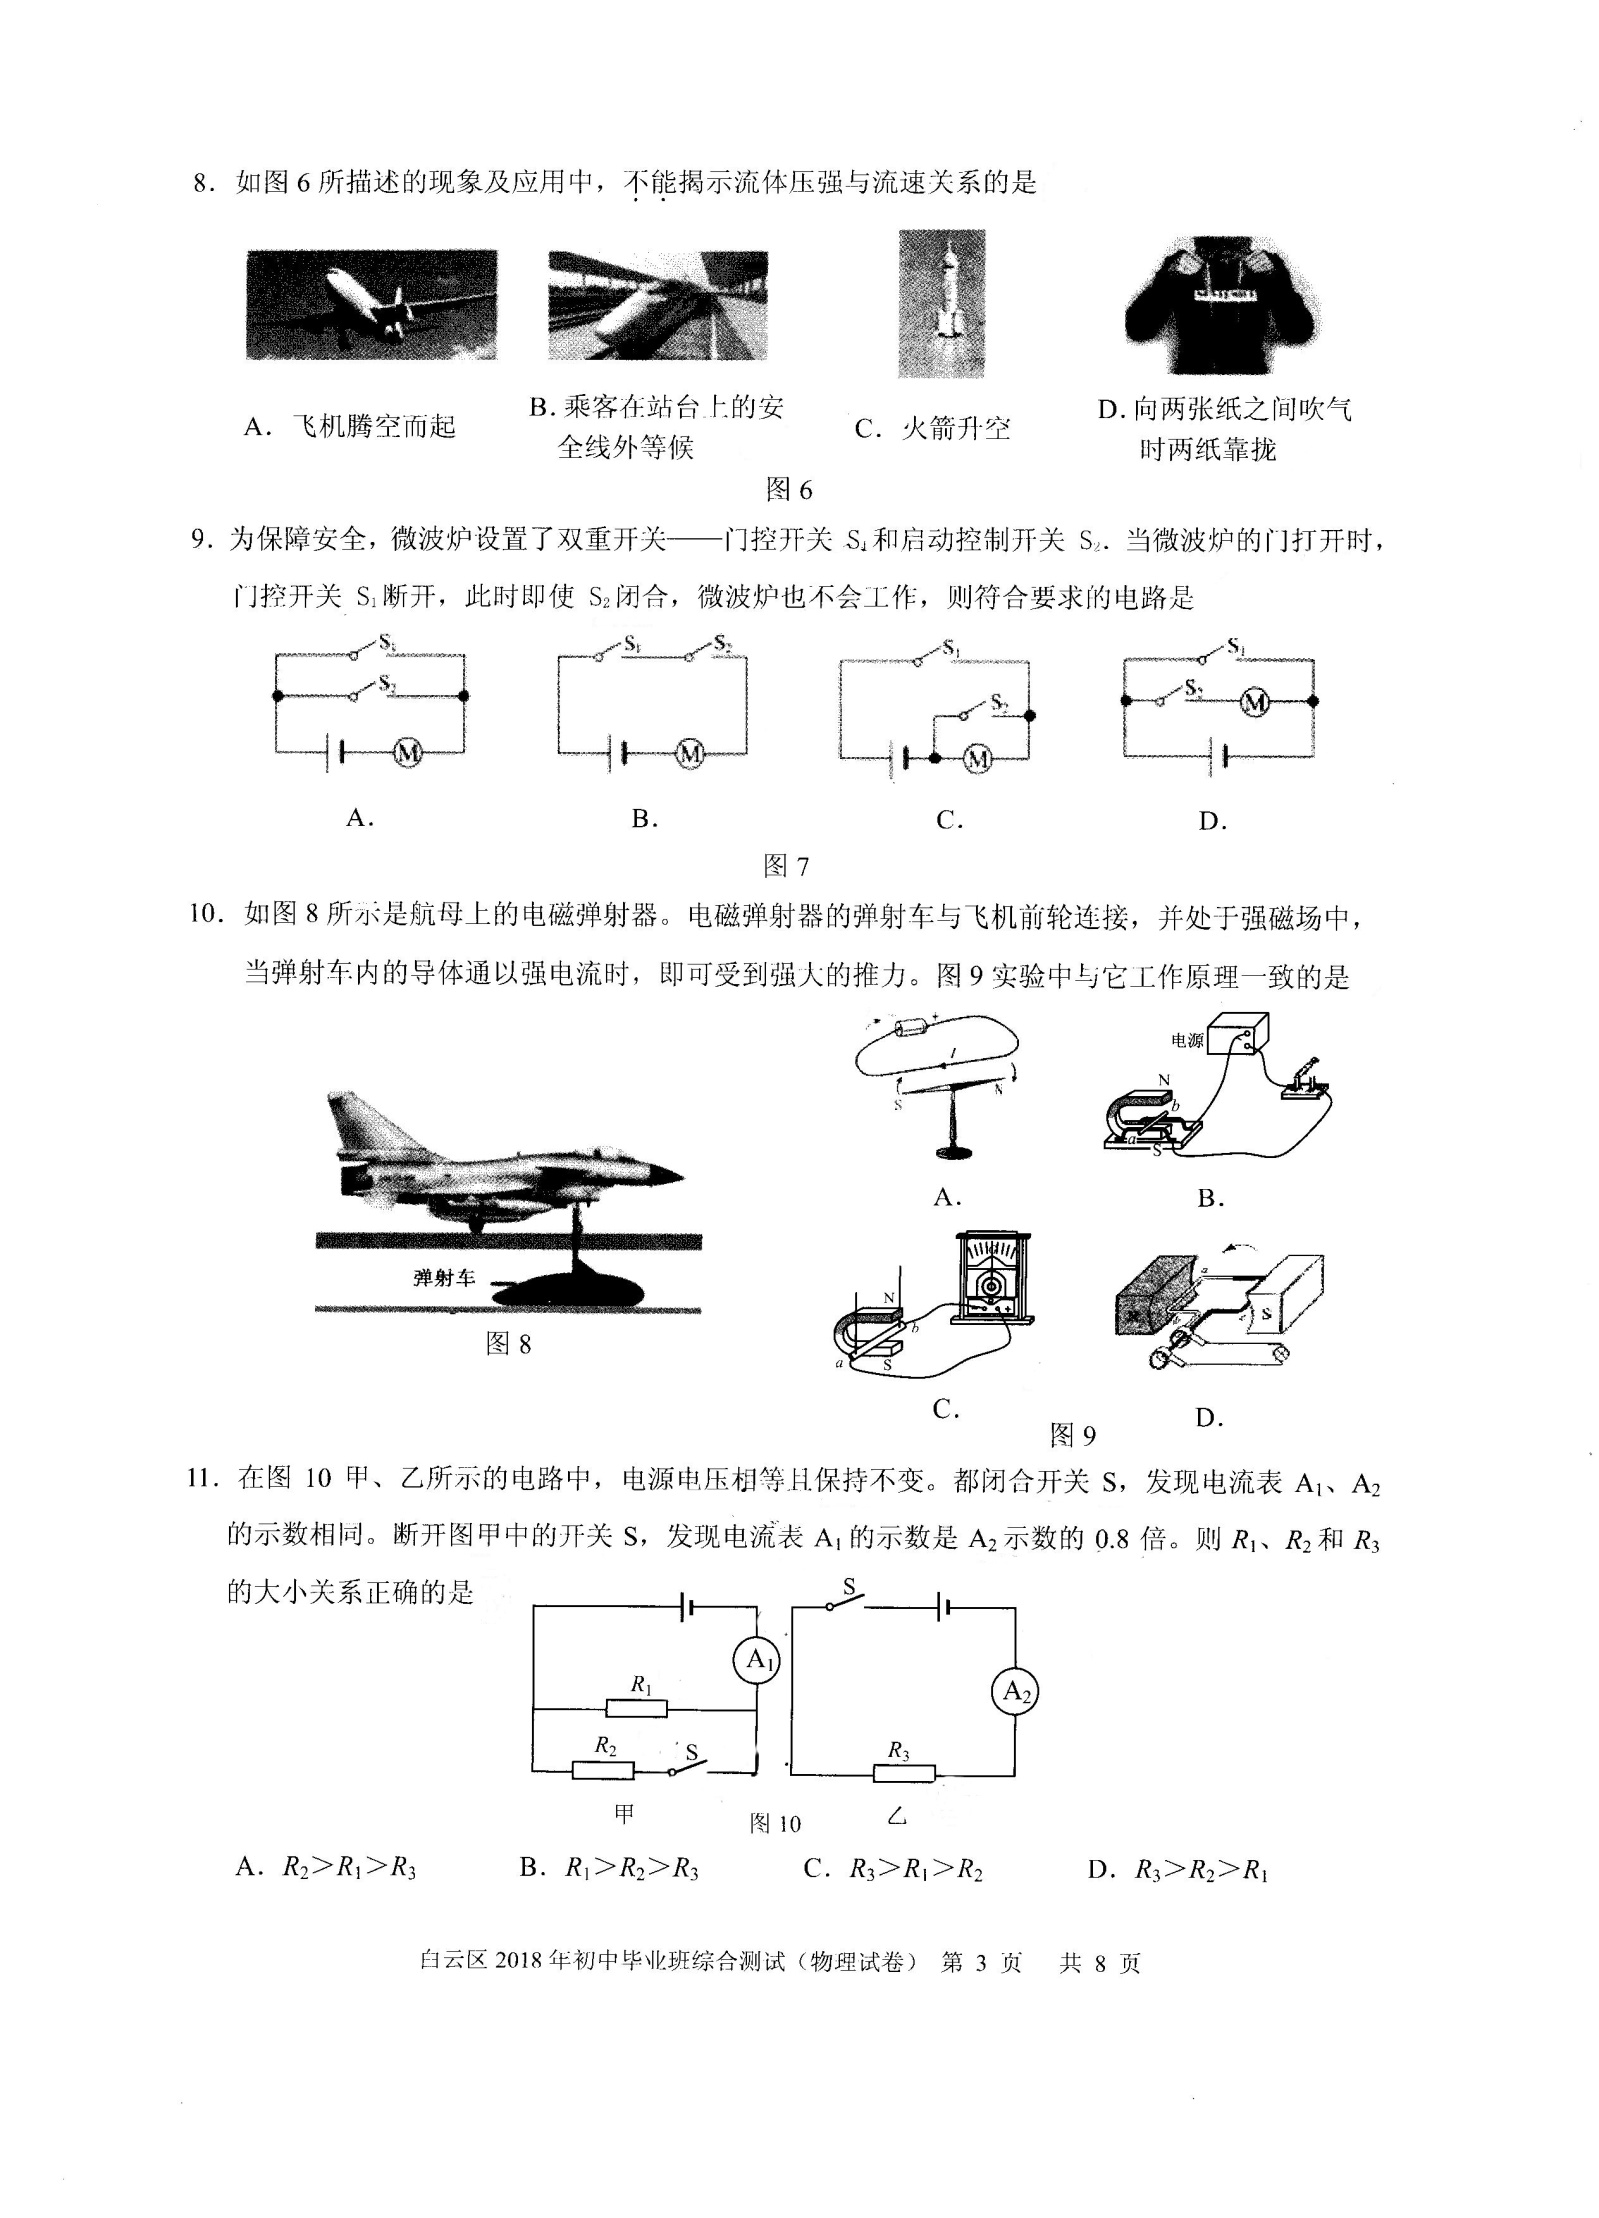 8．如图 6 所描述的现象及应用中，不能揭示流体压强与流速关系的是
A．飞机腾空而起
B. 乘客在站台上的安
全线外等候
C．火箭升空
D. 向两张纸之间吹气
时两纸靠拢
图 6
9．为保障安全，微波炉设置了双重开关——门控开关 S₁和启动控制开关 S₂．当微波炉的门打开时，
门控开关 S₁断开，此时即使 S₂闭合，微波炉也不会工作，则符合要求的电路是
S₁
S₂
M
S₁ S₂
M
S₁
S₂
M
S₁
S₂ M
A.
B.
C.
D.
图 7
10．如图 8 所示是航母上的电磁弹射器。电磁弹射器的弹射车与飞机前轮连接，并处于强磁场中，
当弹射车内的导体通以强电流时，即可受到强大的推力。图 9 实验中与它工作原理一致的是
弹射车
图 8
+
I
S N
A.
电源
N
b
a
S
B.
N
b
a
S
C.
a
S
D.
图 9
11．在图 10 甲、乙所示的电路中，电源电压相等且保持不变。都闭合开关 S，发现电流表 A₁、A₂
的示数相同。断开图甲中的开关 S，发现电流表 A₁ 的示数是 A₂ 示数的 0.8 倍。则 R₁、R₂ 和 R₃
的大小关系正确的是
A₁
R₁
R₂ S
甲
S
A₂
R₃
乙
图 10
A．R₂＞R₁＞R₃ B．R₁＞R₂＞R₃ C．R₃＞R₁＞R₂ D．R₃＞R₂＞R₁
白云区 2018 年初中毕业班综合测试（物理试卷） 第 3 页 共 8 页